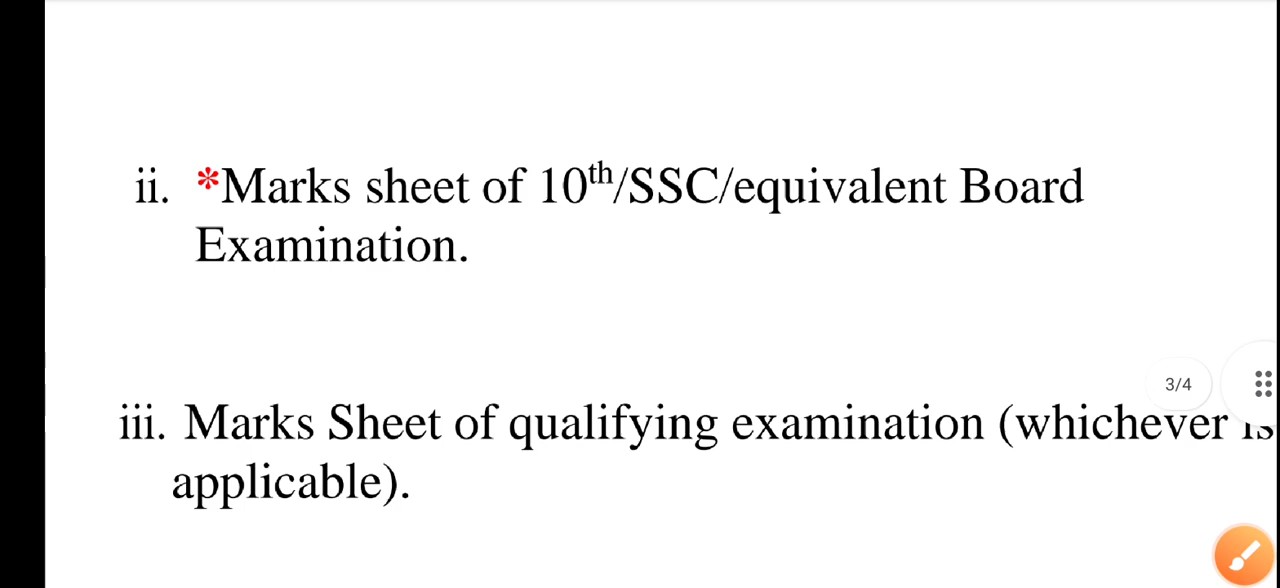 ii. *Marks sheet of 10th/SSC/equivalent Board
Examination.
3/4
iii. Marks Sheet of qualifying examination (whichever is
applicable).